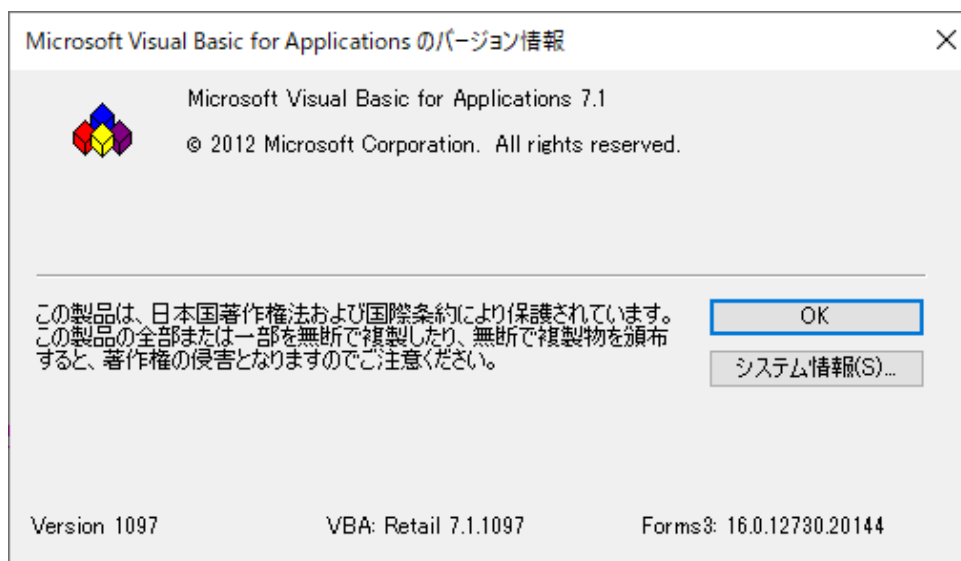 Microsoft Visual Basic for Applications のバージョン情報
Microsoft Visual Basic for Applications 7.1
© 2012 Microsoft Corporation. All rights reserved.
この製品は、日本国著作権法および国際条約により保護されています。
この製品の全部または一部を無断で複製したり、無断で複製物を頒布
すると、著作権の侵害となりますのでご注意ください。
OK
システム情報(S)...
Version 1097
VBA: Retail 7.1.1097
Forms3: 16.0.12730.20144